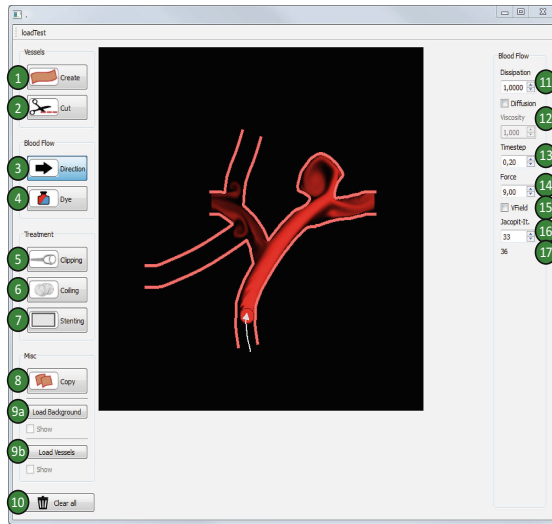 .
loadTest
Vessels
1 Create
2 Cut
Blood Flow
3 Direction
4 Dye
Treatment
5 Clipping
6 Coiling
7 Stenting
Misc
8 Copy
9a Load Background
Show
9b Load Vessels
Show
10 Clear all
Blood Flow
Dissipation
1,0000 11
Diffusion
Viscosity 12
1,000
Timestep
0,20 13
Force
9,00 14
VField 15
Jacopit-It.
33 16
36 17